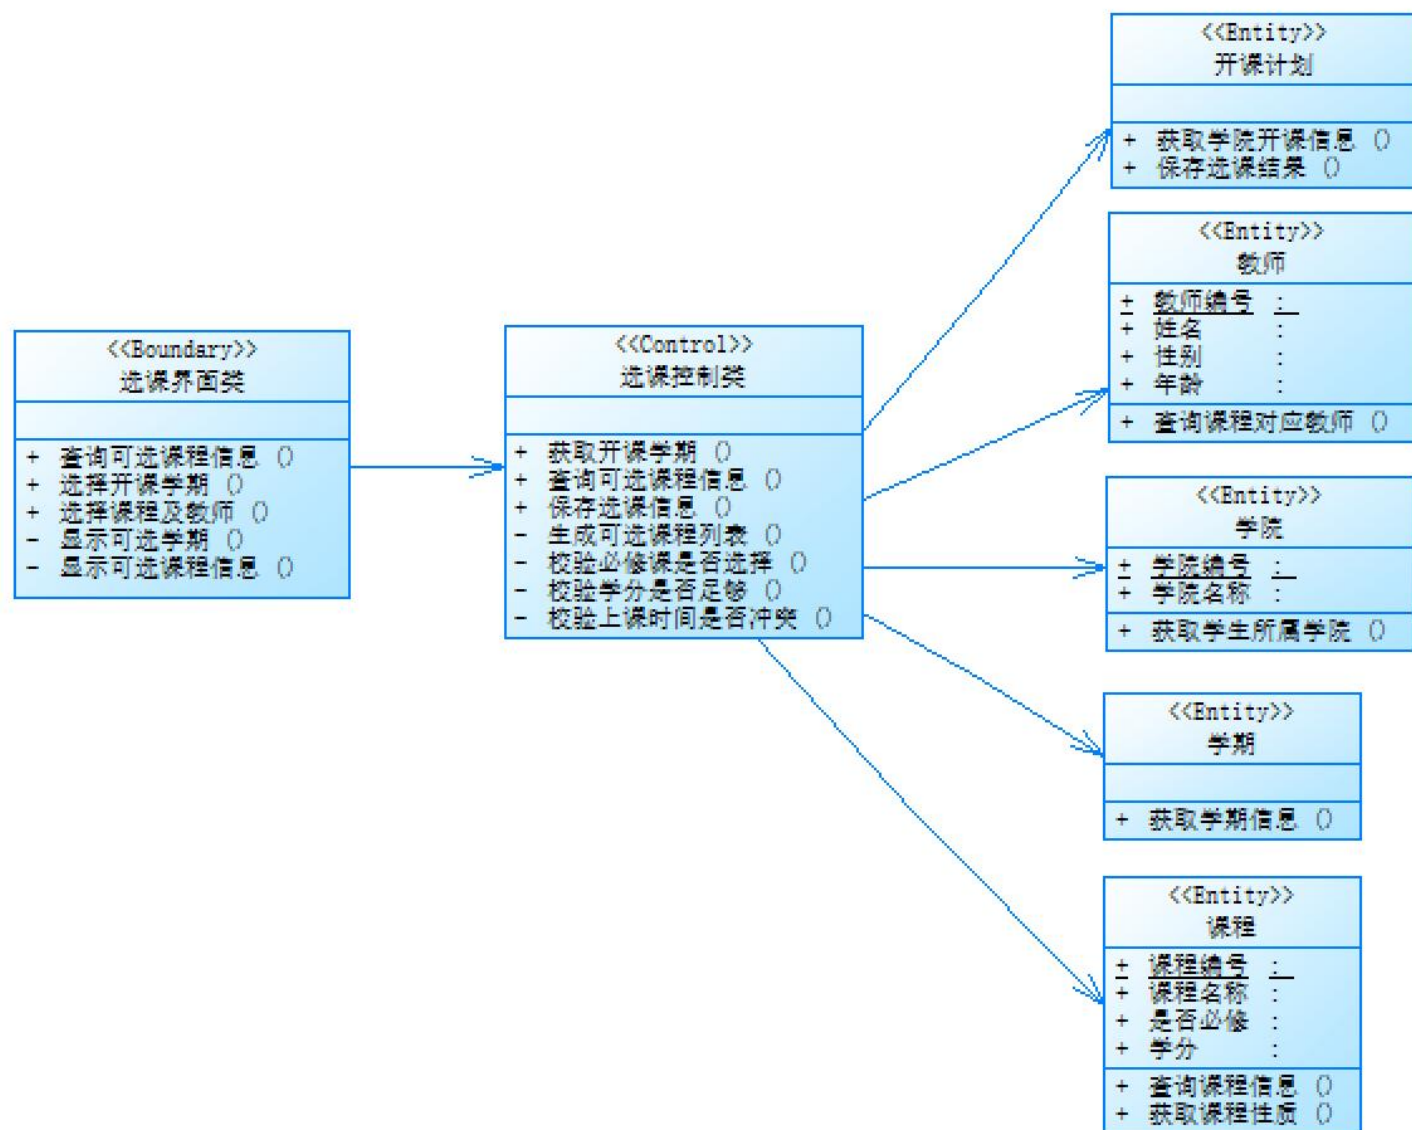 <<Boundary>>
选课界面类
+ 查询可选课程信息 ()
+ 选择开课学期 ()
+ 选择课程及教师 ()
- 显示可选学期 ()
- 显示可选课程信息 ()
<<Control>>
选课控制类
+ 获取开课学期 ()
+ 查询可选课程信息 ()
+ 保存选课信息 ()
- 生成可选课程列表 ()
- 校验必修课是否选择 ()
- 校验学分是否足够 ()
- 校验上课时间是否冲突 ()
<<Entity>>
开课计划
+ 获取学院开课信息 ()
+ 保存选课结果 ()
<<Entity>>
教师
+ 教师编号 :
+ 姓名 :
+ 性别 :
+ 年龄 :
+ 查询课程对应教师 ()
<<Entity>>
学院
+ 学院编号 :
+ 学院名称 :
+ 获取学生所属学院 ()
<<Entity>>
学期
+ 获取学期信息 ()
<<Entity>>
课程
+ 课程编号 :
+ 课程名称 :
+ 是否必修 :
+ 学分 :
+ 查询课程信息 ()
+ 获取课程性质 ()